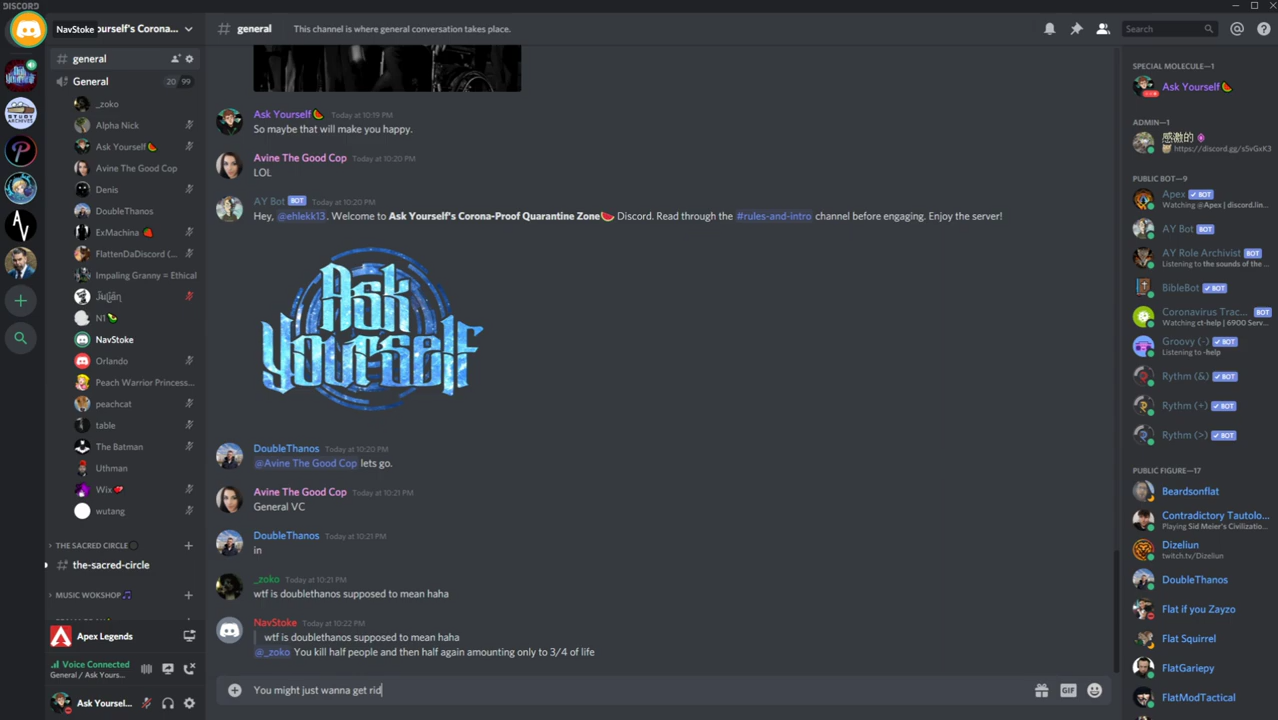 DISCORD
NavStoke
ourself's Corona...
# general
This channel is where general conversation takes place.
Search
# general
General
20 99
_zoko
Alpha Nick
Ask Yourself🍉
Avine The Good Cop
Denis
DoubleThanos
ExMachina 🍓
FlattenDaDiscord (...
Impaling Granny = Ethical
N1🦜
NavStoke
Orlando
Peach Warrior Princess...
peachcat
table
The Batman
Uthman
Wix💋
wutang
THE SACRED CIRCLE
# the-sacred-circle
MUSIC WOKSHOP🎵
Apex Legends
Voice Connected
General / Ask Yours...
Ask Yoursel...
STUDY
ARCHIVES
Ask Yourself🍉 Today at 10:19 PM
So maybe that will make you happy.
Avine The Good Cop Today at 10:20 PM
LOL
AY Bot BOT Today at 10:20 PM
Hey, @ehlekk13. Welcome to Ask Yourself's Corona-Proof Quarantine Zone🍉 Discord. Read through the #rules-and-intro channel before engaging. Enjoy the server!
Ask
Yourself
DoubleThanos Today at 10:20 PM
@Avine The Good Cop lets go.
Avine The Good Cop Today at 10:21 PM
General VC
DoubleThanos Today at 10:21 PM
in
_zoko Today at 10:21 PM
wtf is doublethanos supposed to mean haha
NavStoke Today at 10:22 PM
wtf is doublethanos supposed to mean haha
@_zoko You kill half people and then half again amounting only to 3/4 of life
You might just wanna get rid
GIF
SPECIAL MOLECULE—1
Ask Yourself🍉
ADMIN—1
感激的
https://discord.gg/sSvGxK3
PUBLIC BOT—9
Apex ✔BOT
Watching @Apex | discord.lin...
AY Bot BOT
AY Role Archivist BOT
Listening to the sounds of the ...
BibleBot ✔BOT
Coronavirus Trac... BOT
Watching ct-help | 6900 Serv...
Groovy (-) ✔BOT
Listening to -help
Rythm (&) ✔BOT
Rythm (+) ✔BOT
Rythm (>) ✔BOT
PUBLIC FIGURE—17
Beardsonflat
Contradictory Tautolo...
Playing Sid Meier's Civilizatio...
Dizeliun
twitch.tv/Dizeliun
DoubleThanos
Flat if you Zayzo
Flat Squirrel
FlatGariepy
FlatModTactical